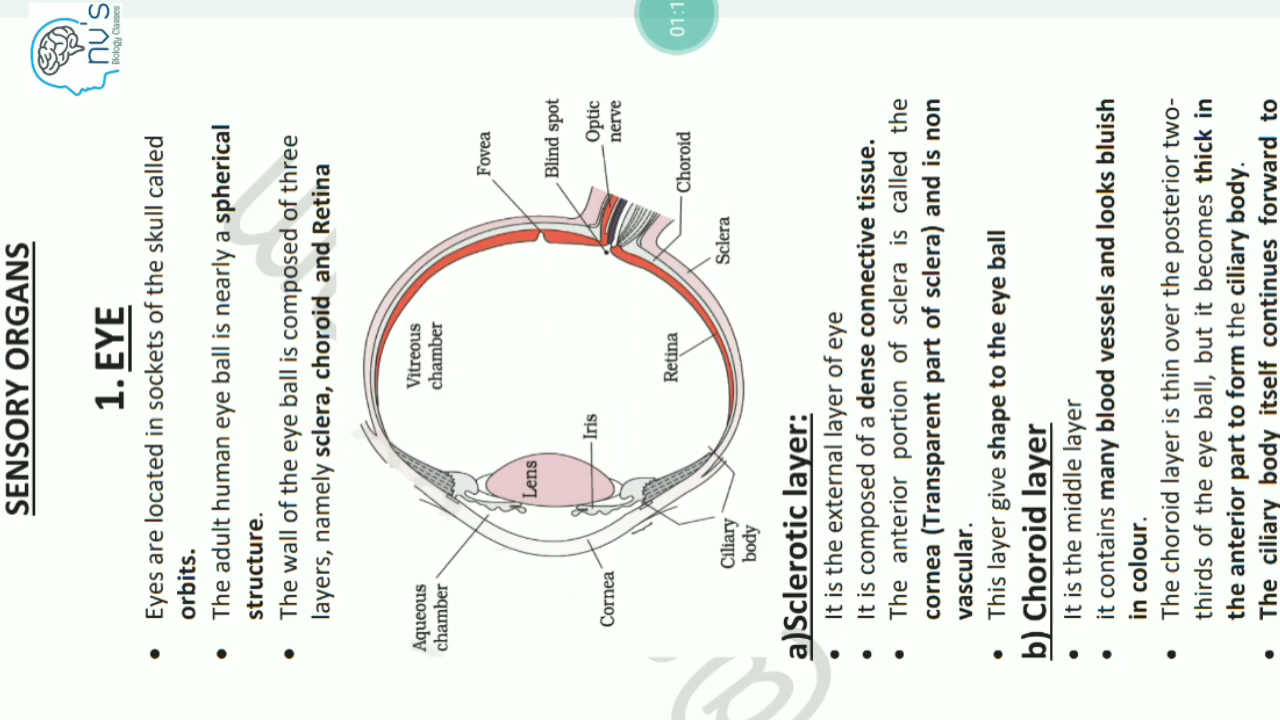 nv's
Biology Classes
01:1
SENSORY ORGANS
1. EYE
• Eyes are located in sockets of the skull called
orbits.
• The adult human eye ball is nearly a spherical
structure.
• The wall of the eye ball is composed of three
layers, namely sclera, choroid and Retina
Aqueous
chamber
Cornea
Ciliary
body
Lens
Iris
Vitreous
chamber
Retina
Fovea
Blind spot
Optic
nerve
Choroid
Sclera
a)Sclerotic layer:
• It is the external layer of eye
• It is composed of a dense connective tissue.
• The anterior portion of sclera is called the
cornea (Transparent part of sclera) and is non
vascular.
• This layer give shape to the eye ball
b) Choroid layer
• It is the middle layer
• it contains many blood vessels and looks bluish
in colour.
• The choroid layer is thin over the posterior two-
thirds of the eye ball, but it becomes thick in
the anterior part to form the ciliary body.
• The ciliary body itself continues forward to